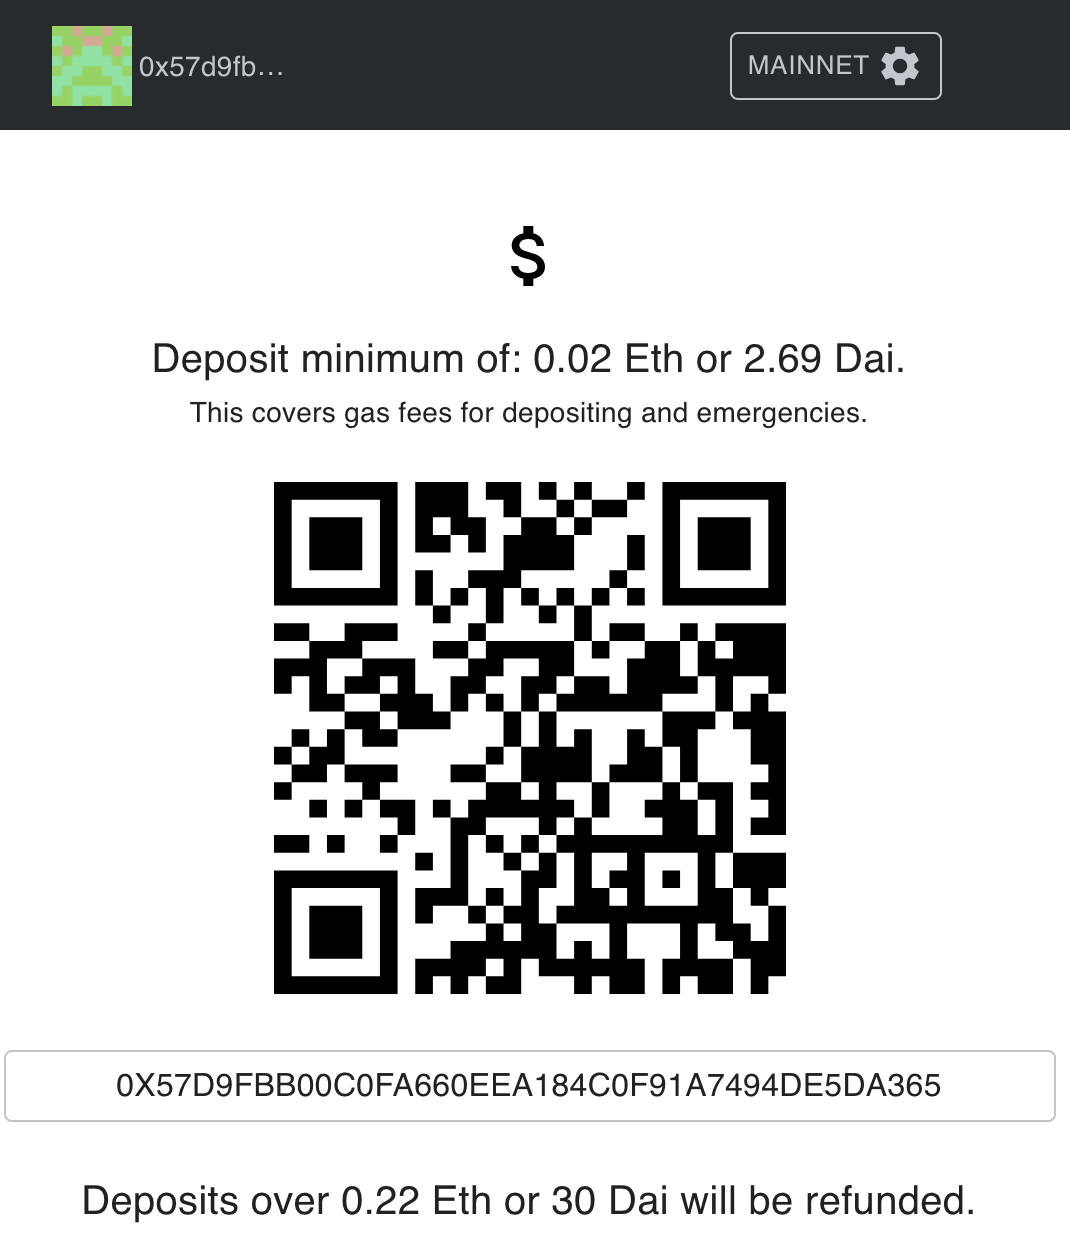 0x57d9fb...
MAINNET
$
Deposit minimum of: 0.02 Eth or 2.69 Dai.
This covers gas fees for depositing and emergencies.
0X57D9FBB00C0FA660EEA184C0F91A7494DE5DA365
Deposits over 0.22 Eth or 30 Dai will be refunded.